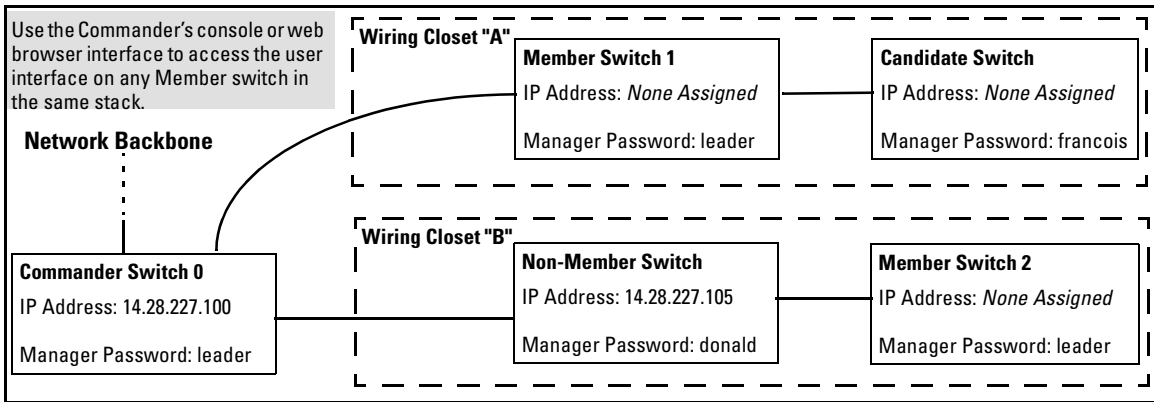 Use the Commander's console or web
browser interface to access the user
interface on any Member switch in
the same stack.
Network Backbone
Commander Switch 0
IP Address: 14.28.227.100
Manager Password: leader
Wiring Closet "A"
Member Switch 1
IP Address: None Assigned
Manager Password: leader
Candidate Switch
IP Address: None Assigned
Manager Password: francois
Wiring Closet "B"
Non-Member Switch
IP Address: 14.28.227.105
Manager Password: donald
Member Switch 2
IP Address: None Assigned
Manager Password: leader